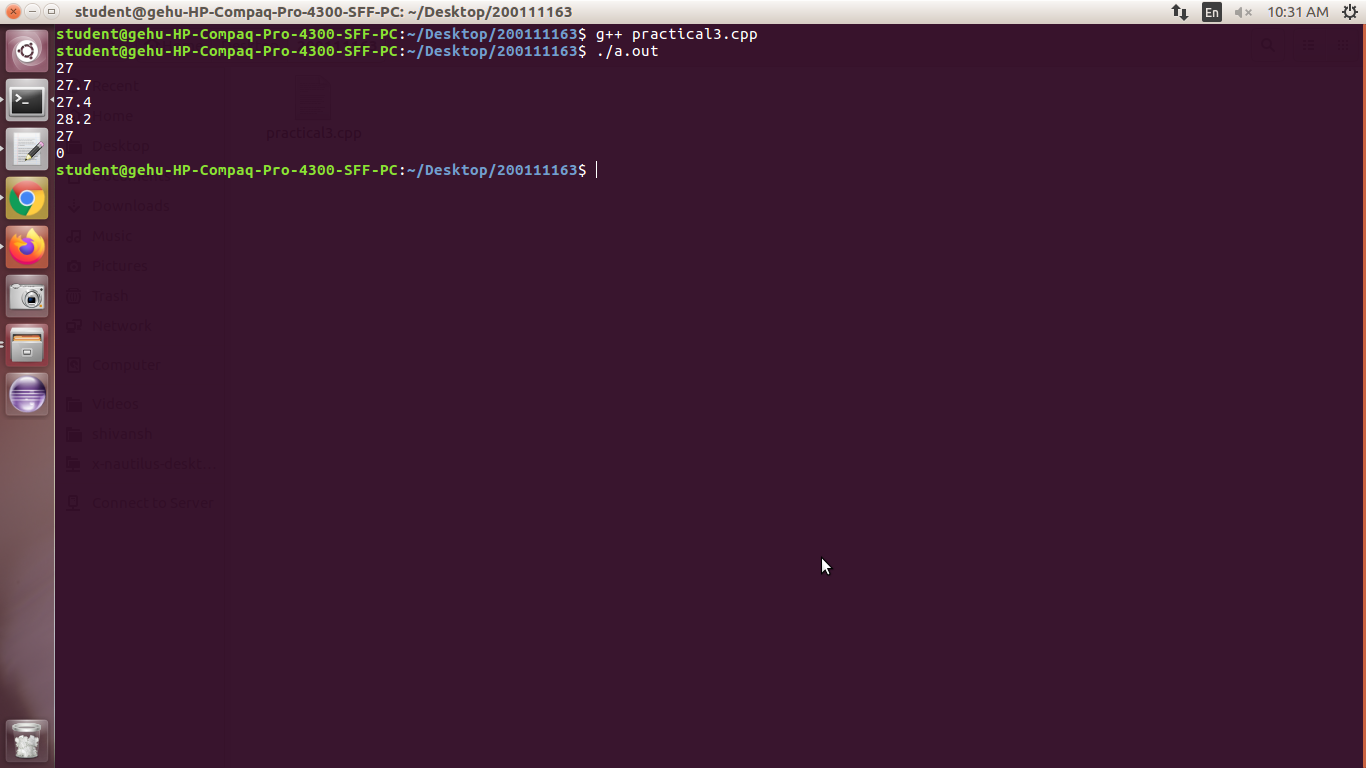 student@gehu-HP-Compaq-Pro-4300-SFF-PC: ~/Desktop/200111163
En
10:31 AM
student@gehu-HP-Compaq-Pro-4300-SFF-PC:~/Desktop/200111163$ g++ practical3.cpp
student@gehu-HP-Compaq-Pro-4300-SFF-PC:~/Desktop/200111163$ ./a.out
27
27.7
27.4
28.2
27
0
student@gehu-HP-Compaq-Pro-4300-SFF-PC:~/Desktop/200111163$
Recent
Home
practical3.cpp
Desktop
Downloads
Music
Pictures
Trash
Network
Computer
Videos
shivansh
x-nautilus-deskt...
Connect to Server